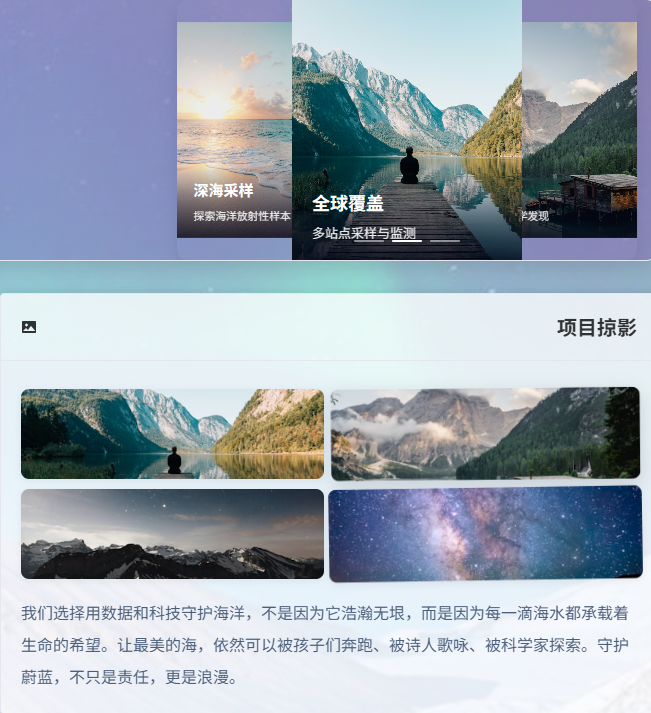 深海采样
探索海洋放射性样本
全球覆盖
多站点采样与监测
学发现
项目掠影
我们选择用数据和科技守护海洋，不是因为它浩瀚无垠，而是因为每一滴海水都承载着
生命的希望。让最美的海，依然可以被孩子们奔跑、被诗人歌咏、被科学家探索。守护
蔚蓝，不只是责任，更是浪漫。